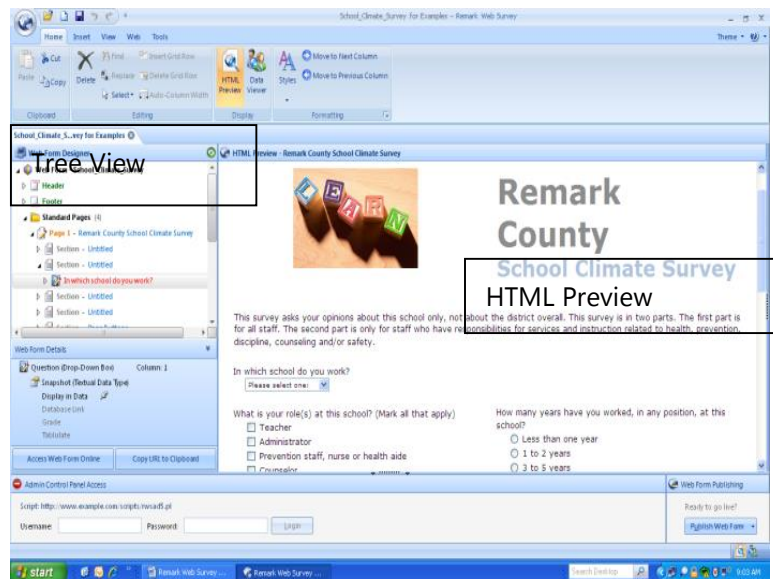 School_Climate_Survey for Examples - Remark Web Survey
Home Insert View Web Tools
Theme
Paste
Cut
Copy
Delete
Find
Replace
Select
Insert Grid Row
Delete Grid Row
Auto-Column Width
HTML Preview
Data Viewer
Styles
Move to Next Column
Move to Previous Column
Clipboard Editing Display Formatting
School_Climate_S...vey for Examples
Web Form Designer
Tree View
Header
Footer
Standard Pages (4)
Page 1 - Remark County School Climate Survey
Section - Untitled
Section - Untitled
In which school do you work?
Section - Untitled
Section - Untitled
Web Form Details
Question (Drop-Down Box) Column: 1
Snapshot (Textual Data Type)
Display in Data
Database Link
Grade
Tabulate
Access Web Form Online Copy URL to Clipboard
HTML Preview - Remark County School Climate Survey
LEARN
Remark
County
School Climate Survey
HTML Preview
This survey asks your opinions about this school only, not about the district overall. This survey is in two parts. The first part is
for all staff. The second part is only for staff who have responsibilities for services and instruction related to health, prevention,
discipline, counseling and/or safety.
In which school do you work?
Please select one:
What is your role(s) at this school? (Mark all that apply)
Teacher
Administrator
Prevention staff, nurse or health aide
Counselor
How many years have you worked, in any position, at this
school?
Less than one year
1 to 2 years
3 to 5 years
Admin Control Panel Access
Script: http://www.example.com/scripts/rwsad5.pl
Username: Password: Login
Web Form Publishing
Ready to go live?
Publish Web Form
start
Remark Web Survey ...
Remark Web Survey ...
Search Desktop
9:03 AM